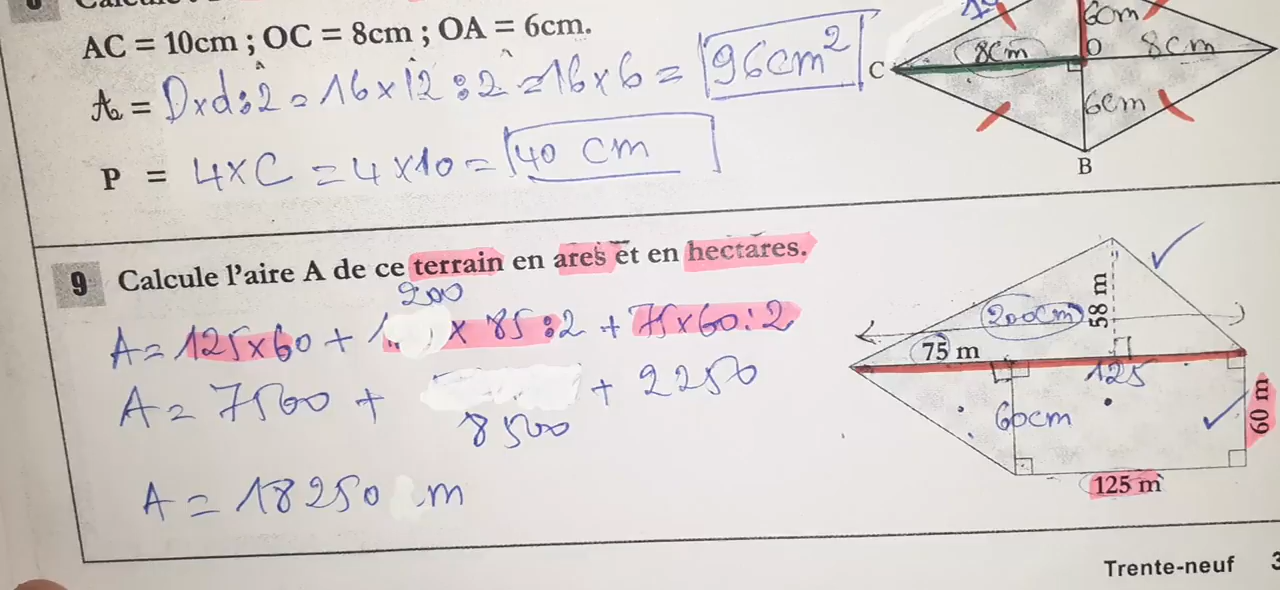 AC = 10cm ; OC = 8cm ; OA = 6cm.
A = D×d:2 = 16×12:2 = 16×6 = 96cm²
P = 4×C = 4×10 = 40 cm
6cm
8cm
O
8cm
C
6cm
B
9 Calcule l'aire A de ce terrain en ares et en hectares.
200
A = 125×60 + × 85:2 + 75×60:2
A = 7500 + 8500 + 2250
A = 18250 m
58 m
200cm
75 m
125
60cm
60 m
125 m
Trente-neuf